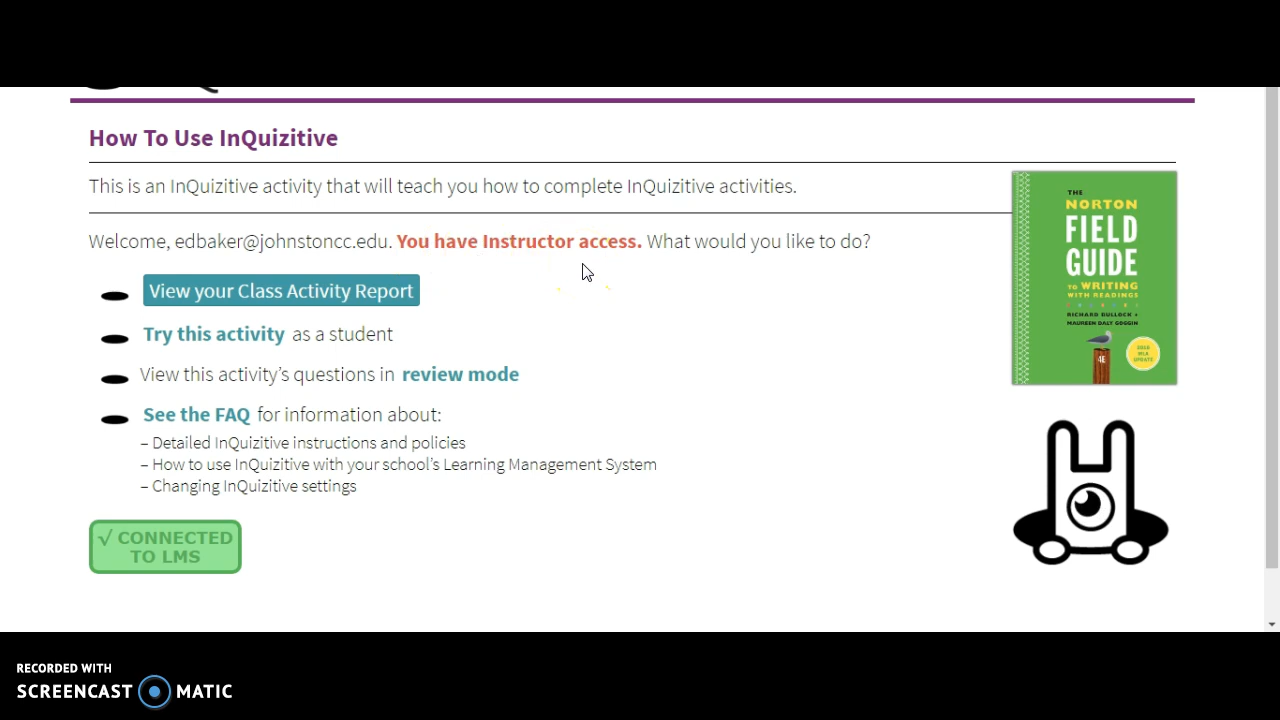 How To Use InQuizitive
This is an InQuizitive activity that will teach you how to complete InQuizitive activities.
Welcome, edbaker@johnstoncc.edu. You have Instructor access. What would you like to do?
View your Class Activity Report
Try this activity as a student
View this activity's questions in review mode
See the FAQ for information about:
– Detailed InQuizitive instructions and policies
– How to use InQuizitive with your school's Learning Management System
– Changing InQuizitive settings
√ CONNECTED
TO LMS
THE
NORTON
FIELD
GUIDE
TO WRITING
WITH READINGS
RICHARD BULLOCK •
MAUREEN DALY GOGGIN
4E
MLA
UPDATE
RECORDED WITH
SCREENCAST MATIC